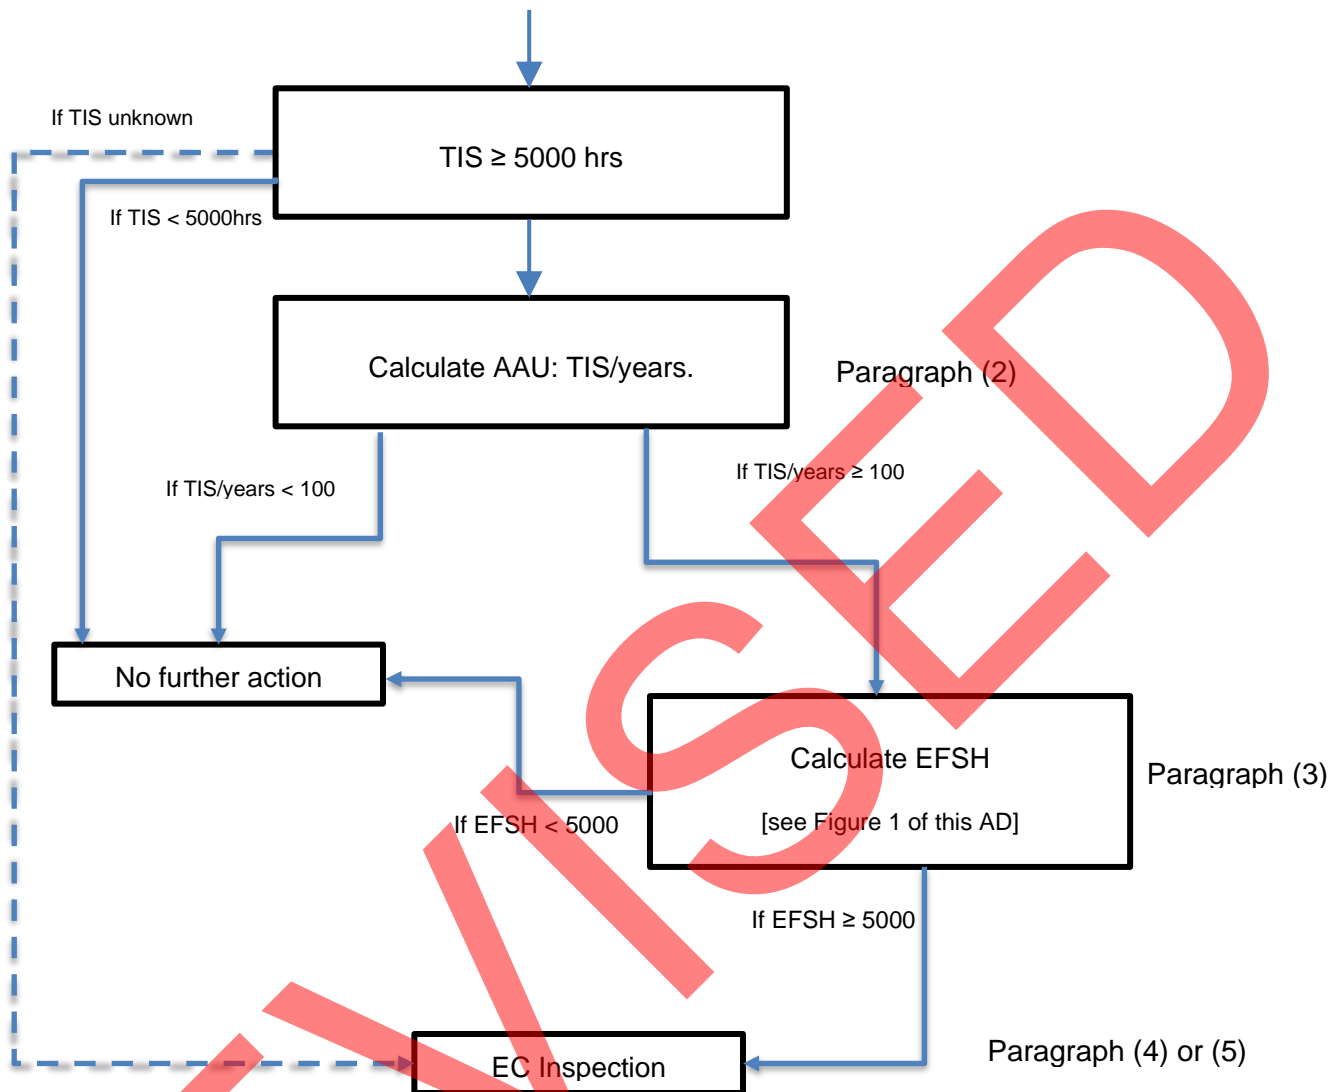 If TIS unknown
TIS ≥ 5000 hrs
If TIS < 5000hrs
Calculate AAU: TIS/years.
Paragraph (2)
If TIS/years ≥ 100
If TIS/years < 100
No further action
Calculate EFSH
Paragraph (3)
[see Figure 1 of this AD]
If EFSH < 5000
If EFSH ≥ 5000
Paragraph (4) or (5)
EC Inspection
VISED